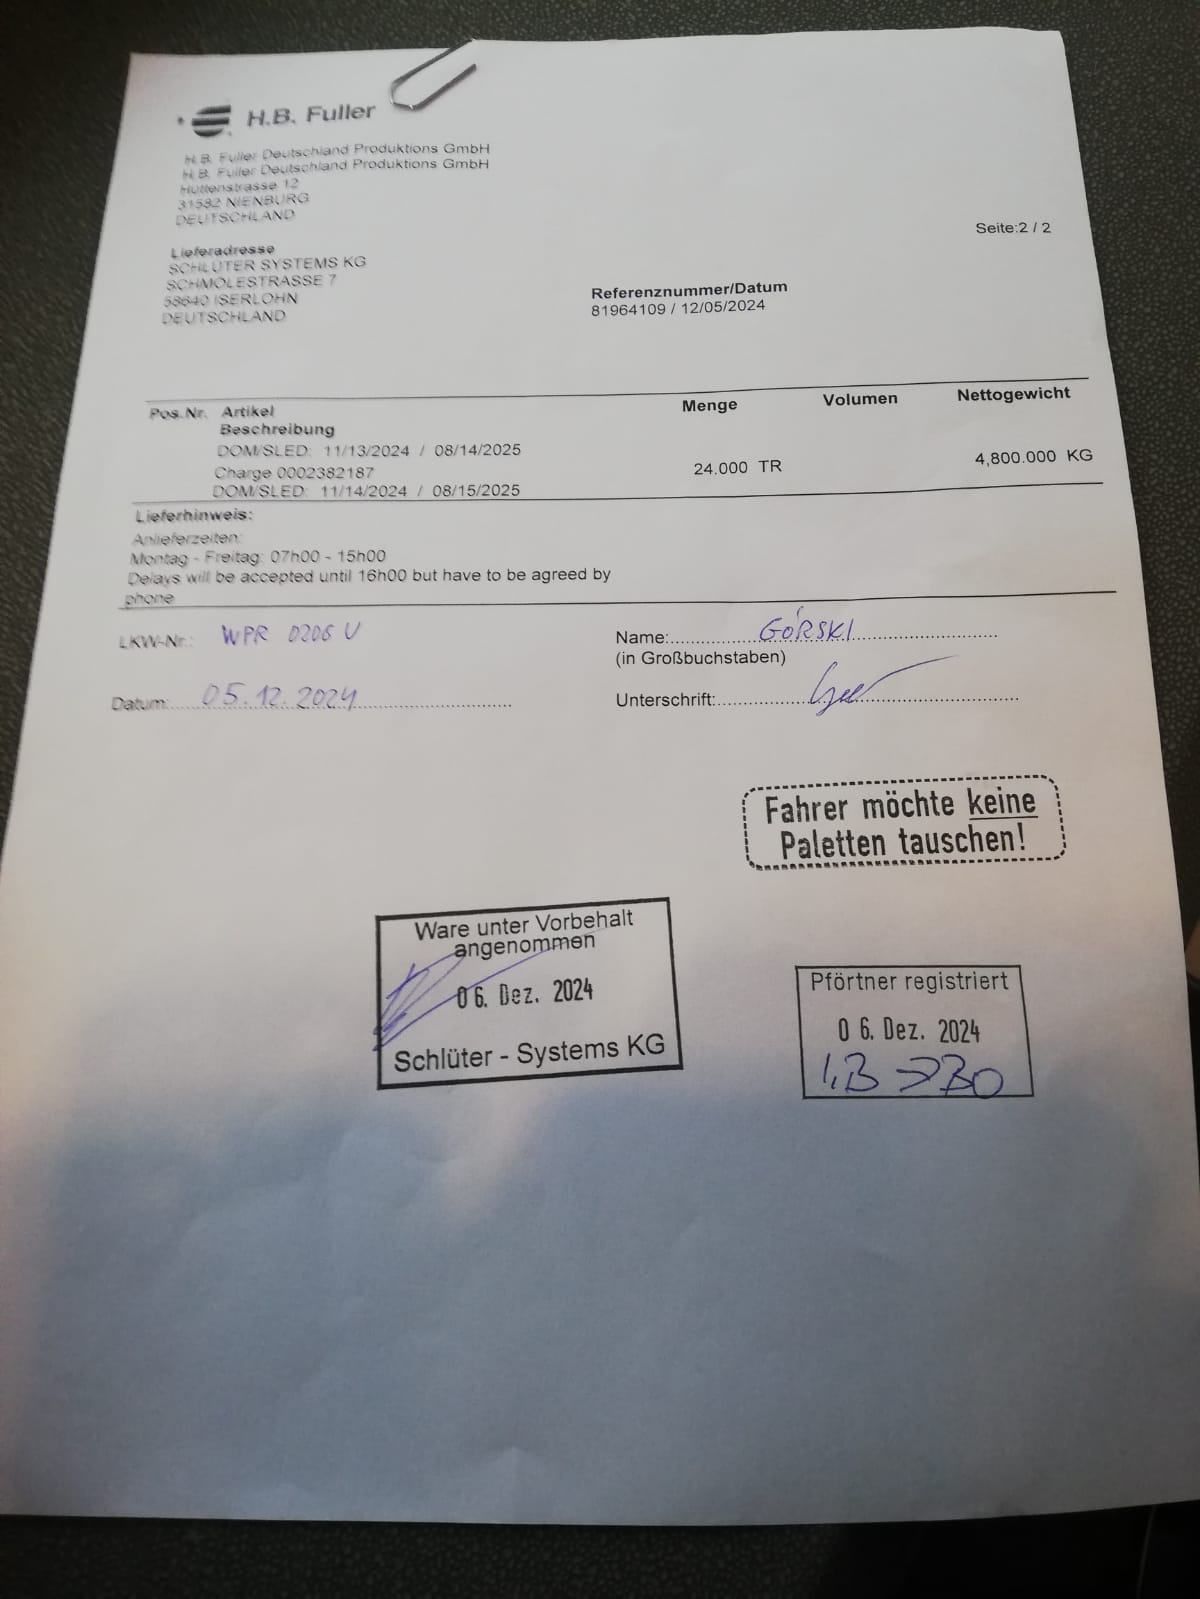 H.B. Fuller
H.B. Fuller Deutschland Produktions GmbH
H.B. Fuller Deutschland Produktions GmbH
Hüttenstrasse 12
31582 NIENBURG
DEUTSCHLAND
Seite:2 / 2
Lieferadresse
SCHLÜTER SYSTEMS KG
SCHMÖLESTRASSE 7
58640 ISERLOHN
DEUTSCHLAND
Referenznummer/Datum
81964109 / 12/05/2024
Pos.Nr. Artikel Menge Volumen Nettogewicht
Beschreibung
DOM/SLED: 11/13/2024 / 08/14/2025
Charge 0002382187 24.000 TR 4,800.000 KG
DOM/SLED: 11/14/2024 / 08/15/2025
Lieferhinweis:
Anlieferzeiten:
Montag - Freitag: 07h00 - 15h00
Delays will be accepted until 16h00 but have to be agreed by
phone
LKW-Nr.: WPR 0206 U
Name: GÓRSKI
(in Großbuchstaben)
Datum: 05.12.2024
Unterschrift:
Fahrer möchte keine
Paletten tauschen!
Ware unter Vorbehalt
angenommen
06. Dez. 2024
Schlüter - Systems KG
Pförtner registriert
06. Dez. 2024